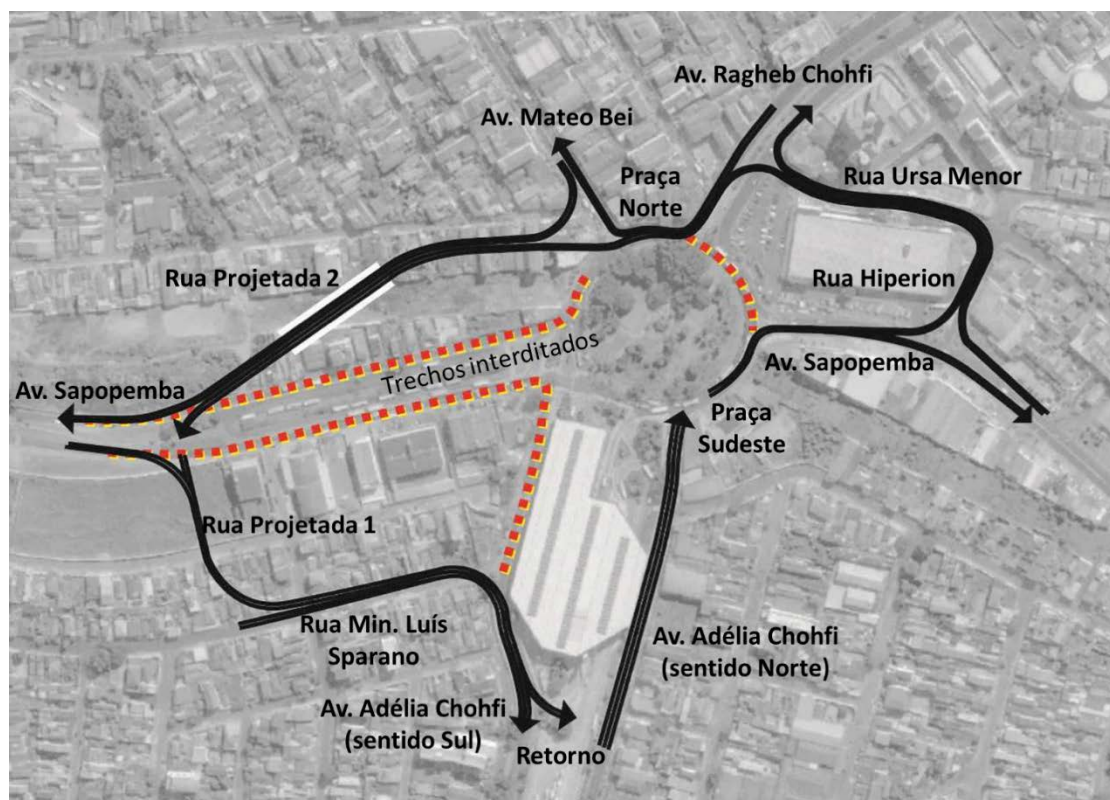 Av. Ragheb Chohfi
Av. Mateo Bei
Praça
Norte
Rua Ursa Menor
Rua Projetada 2
Rua Hiperion
Trechos interditados
Av. Sapopemba
Av. Sapopemba
Praça
Sudeste
Rua Projetada 1
Rua Min. Luís
Sparano
Av. Adélia Chohfi
(sentido Norte)
Av. Adélia Chohfi
(sentido Sul)
Retorno